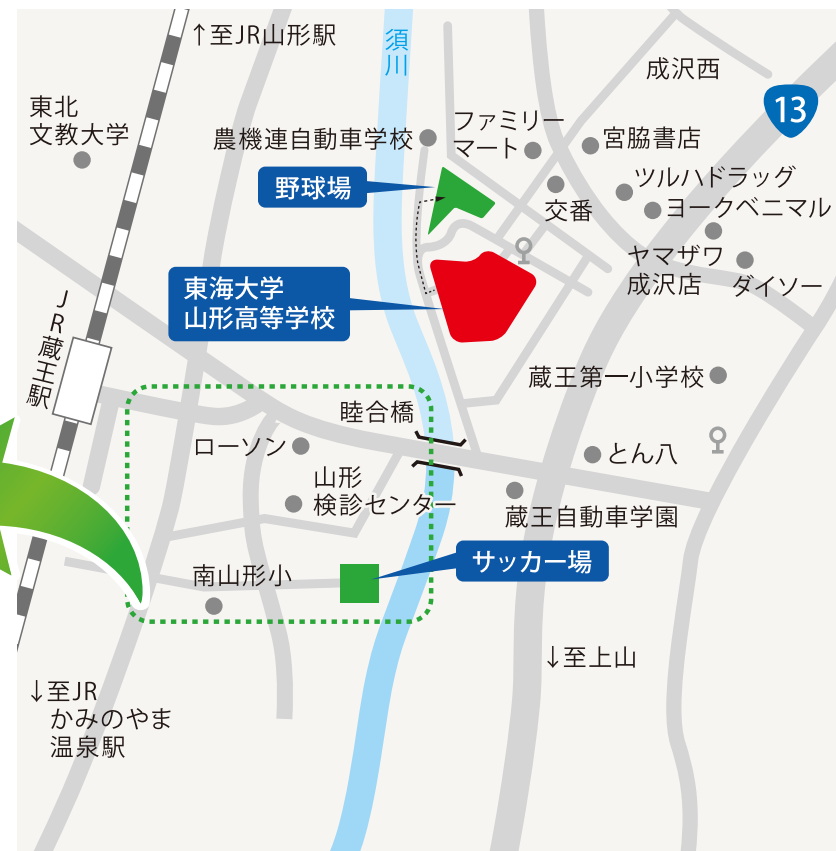 ↑至JR山形駅
須川
成沢西
13
東北
文教大学
農機連自動車学校
ファミリー
マート
宮脇書店
野球場
交番
ツルハドラッグ
ヨークベニマル
ヤマザワ
成沢店
ダイソー
東海大学
山形高等学校
JR蔵王駅
蔵王第一小学校
睦合橋
ローソン
とん八
山形
検診センター
蔵王自動車学園
サッカー場
南山形小
↓至上山
↓至JR
かみのやま
温泉駅